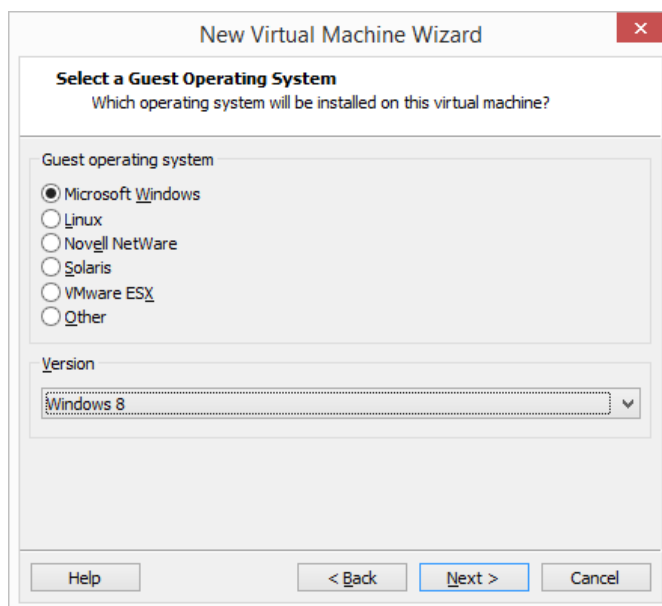 New Virtual Machine Wizard
Select a Guest Operating System
Which operating system will be installed on this virtual machine?
Guest operating system
Microsoft Windows
Linux
Novell NetWare
Solaris
VMware ESX
Other
Version
Windows 8
Help
< Back
Next >
Cancel